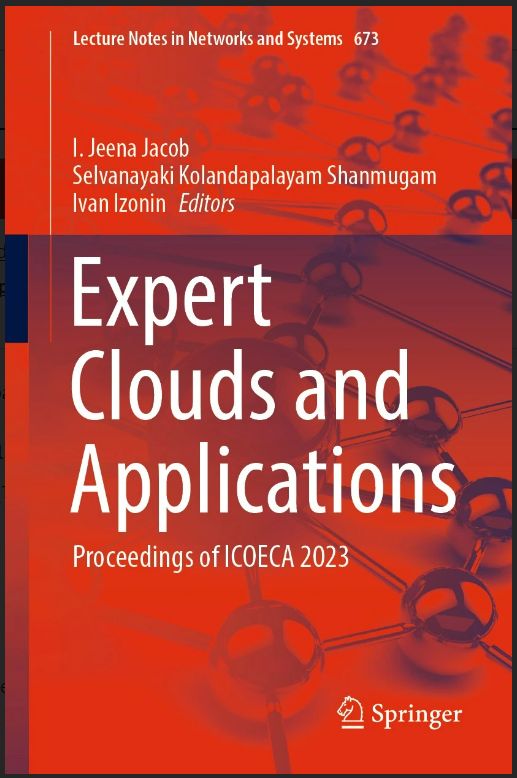 Lecture Notes in Networks and Systems 673
I. Jeena Jacob
Selvanayaki Kolandapalayam Shanmugam
Ivan Izonin Editors
Expert
Clouds and
Applications
Proceedings of ICOECA 2023
Springer